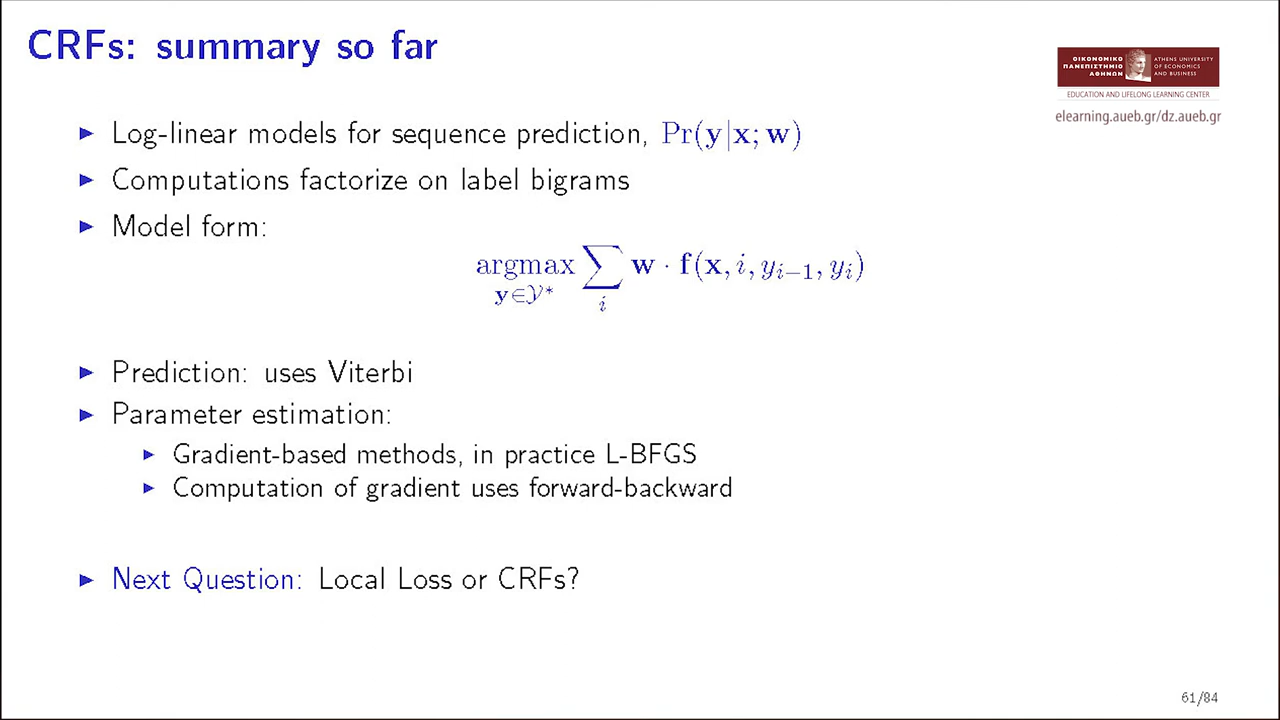 CRFs: summary so far
ΟΙΚΟΝΟΜΙΚΟ
ΠΑΝΕΠΙΣΤΗΜΙΟ
ΑΘΗΝΩΝ
ATHENS UNIVERSITY
OF ECONOMICS
AND BUSINESS
EDUCATION AND LIFELONG LEARNING CENTER
elearning.aueb.gr/dz.aueb.gr
▶ Log-linear models for sequence prediction, Pr(y|x; w)
▶ Computations factorize on label bigrams
▶ Model form:
argmax ∑ w · f(x, i, y_{i−1}, y_i)
y∈𝒴* i
▶ Prediction: uses Viterbi
▶ Parameter estimation:
▶ Gradient-based methods, in practice L-BFGS
▶ Computation of gradient uses forward-backward
▶ Next Question: Local Loss or CRFs?
61/84